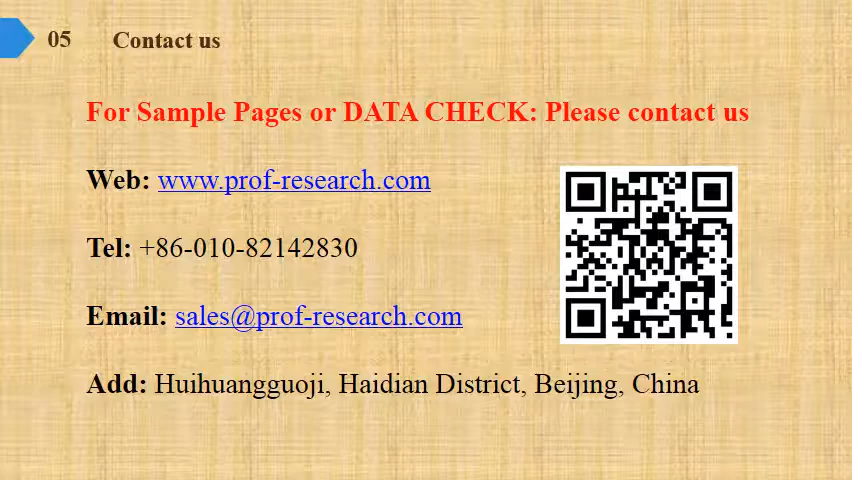 05 Contact us
For Sample Pages or DATA CHECK: Please contact us
Web: www.prof-research.com
Tel: +86-010-82142830
Email: sales@prof-research.com
Add: Huihuangguoji, Haidian District, Beijing, China